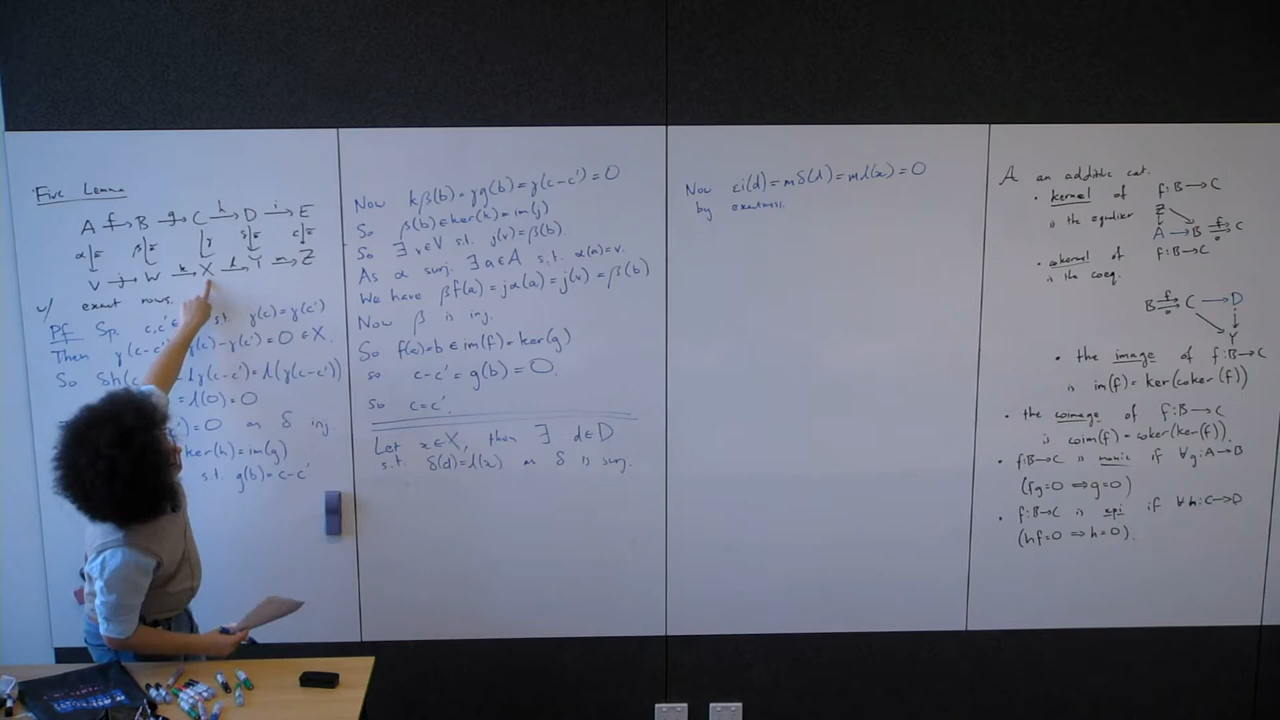 Five Lemma
A f→ B g→ C h→ D i→ E
α ≅ β ≅ γ δ ≅ ε ≅
V j→ W k→ X l→ Y m→ Z
w/ exact rows.
Pf Sp. c,c'∈ s.t. γ(c)=γ(c')
Then γ(c-c' γ(c)-γ(c')=0∈X.
So δh(c lγ(c-c')=l(γ(c-c'))
=l(0)=0
c')=0 as δ inj.
ker(h)=im(g)
s.t. g(b)=c-c'
Now kβ(b)=γg(b)=γ(c-c')=0
So β(b)∈ker(k)=im(j)
So ∃ v∈V s.t. j(v)=β(b).
As α surj. ∃a∈A s.t. α(a)=v.
We have βf(a)=jα(a)=j(v)=β(b)
Now β is inj.
So f(a)=b∈im(f)=ker(g)
so c-c'=g(b)=0.
so c=c'.
Let x∈X, then ∃ d∈D
s.t. δ(d)=l(x) as δ is surj.
Now εi(d)=mδ(d)=ml(x)=0
by exactness.
A an additive cat.
• kernel of f:B→C
is the equaliser
Z
A → B f⇉0 C
• cokernel of f:B→C
is the coeq.
B f⇉0 C → D
Y
• the image of f:B→C
is im(f)=ker(coker(f))
• the coimage of f:B→C
is coim(f)=coker(ker(f)).
• f:B→C is monic if ∀g:A→B
(fg=0⇒g=0)
• f:B→C is epi if ∀h:C→D
(hf=0⇒h=0).